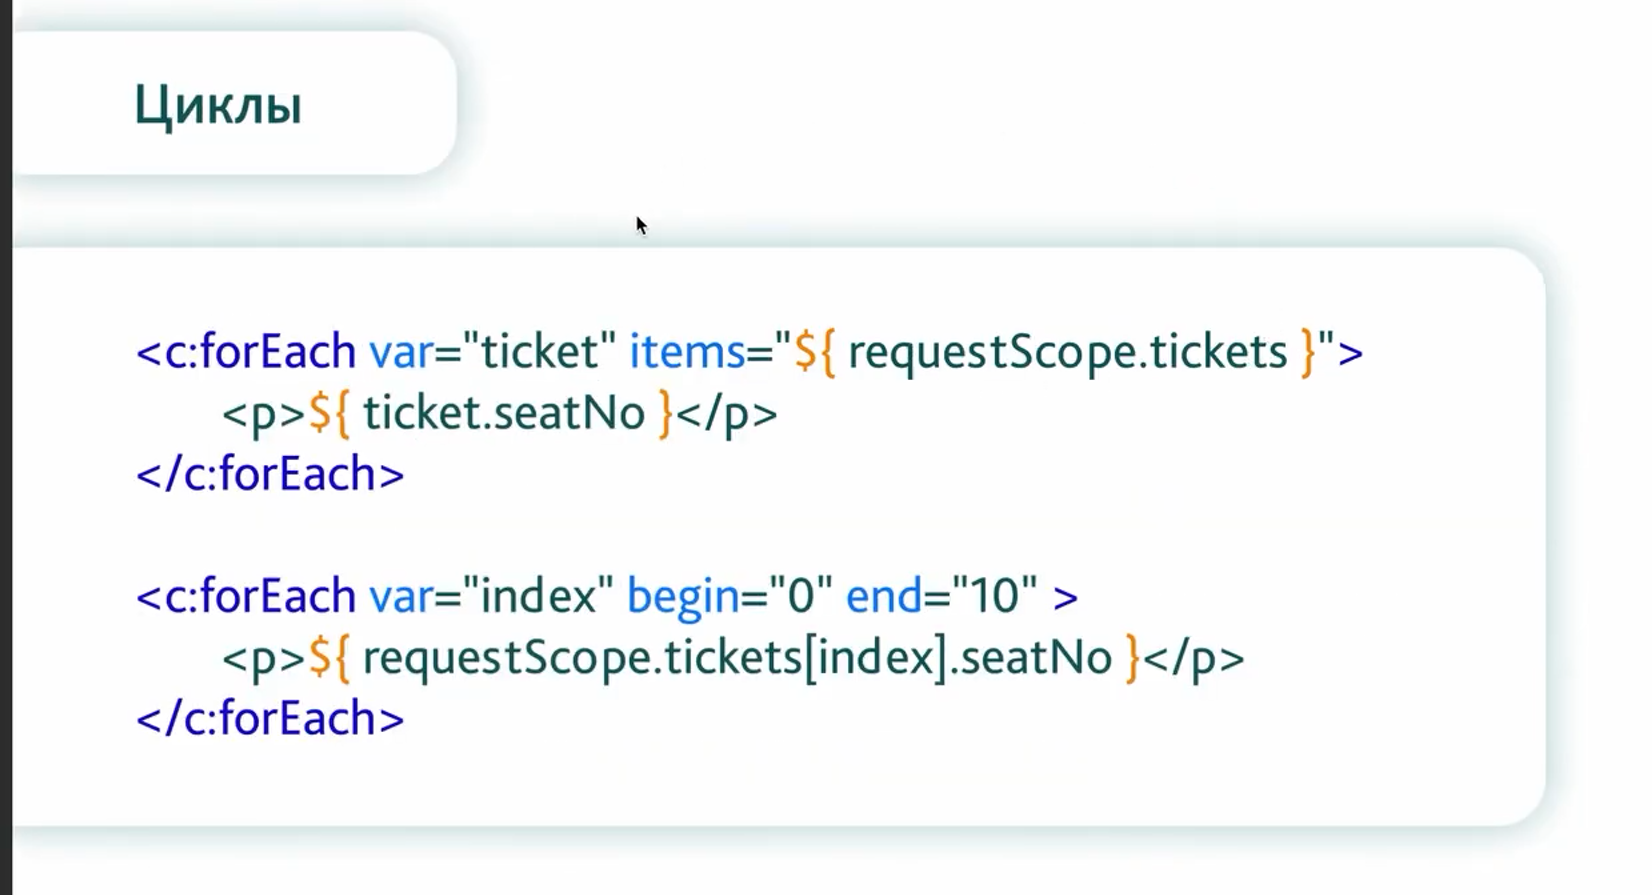 Циклы
<c:forEach var="ticket" items="${ requestScope.tickets }">
<p>${ ticket.seatNo }</p>
</c:forEach>
<c:forEach var="index" begin="0" end="10" >
<p>${ requestScope.tickets[index].seatNo }</p>
</c:forEach>